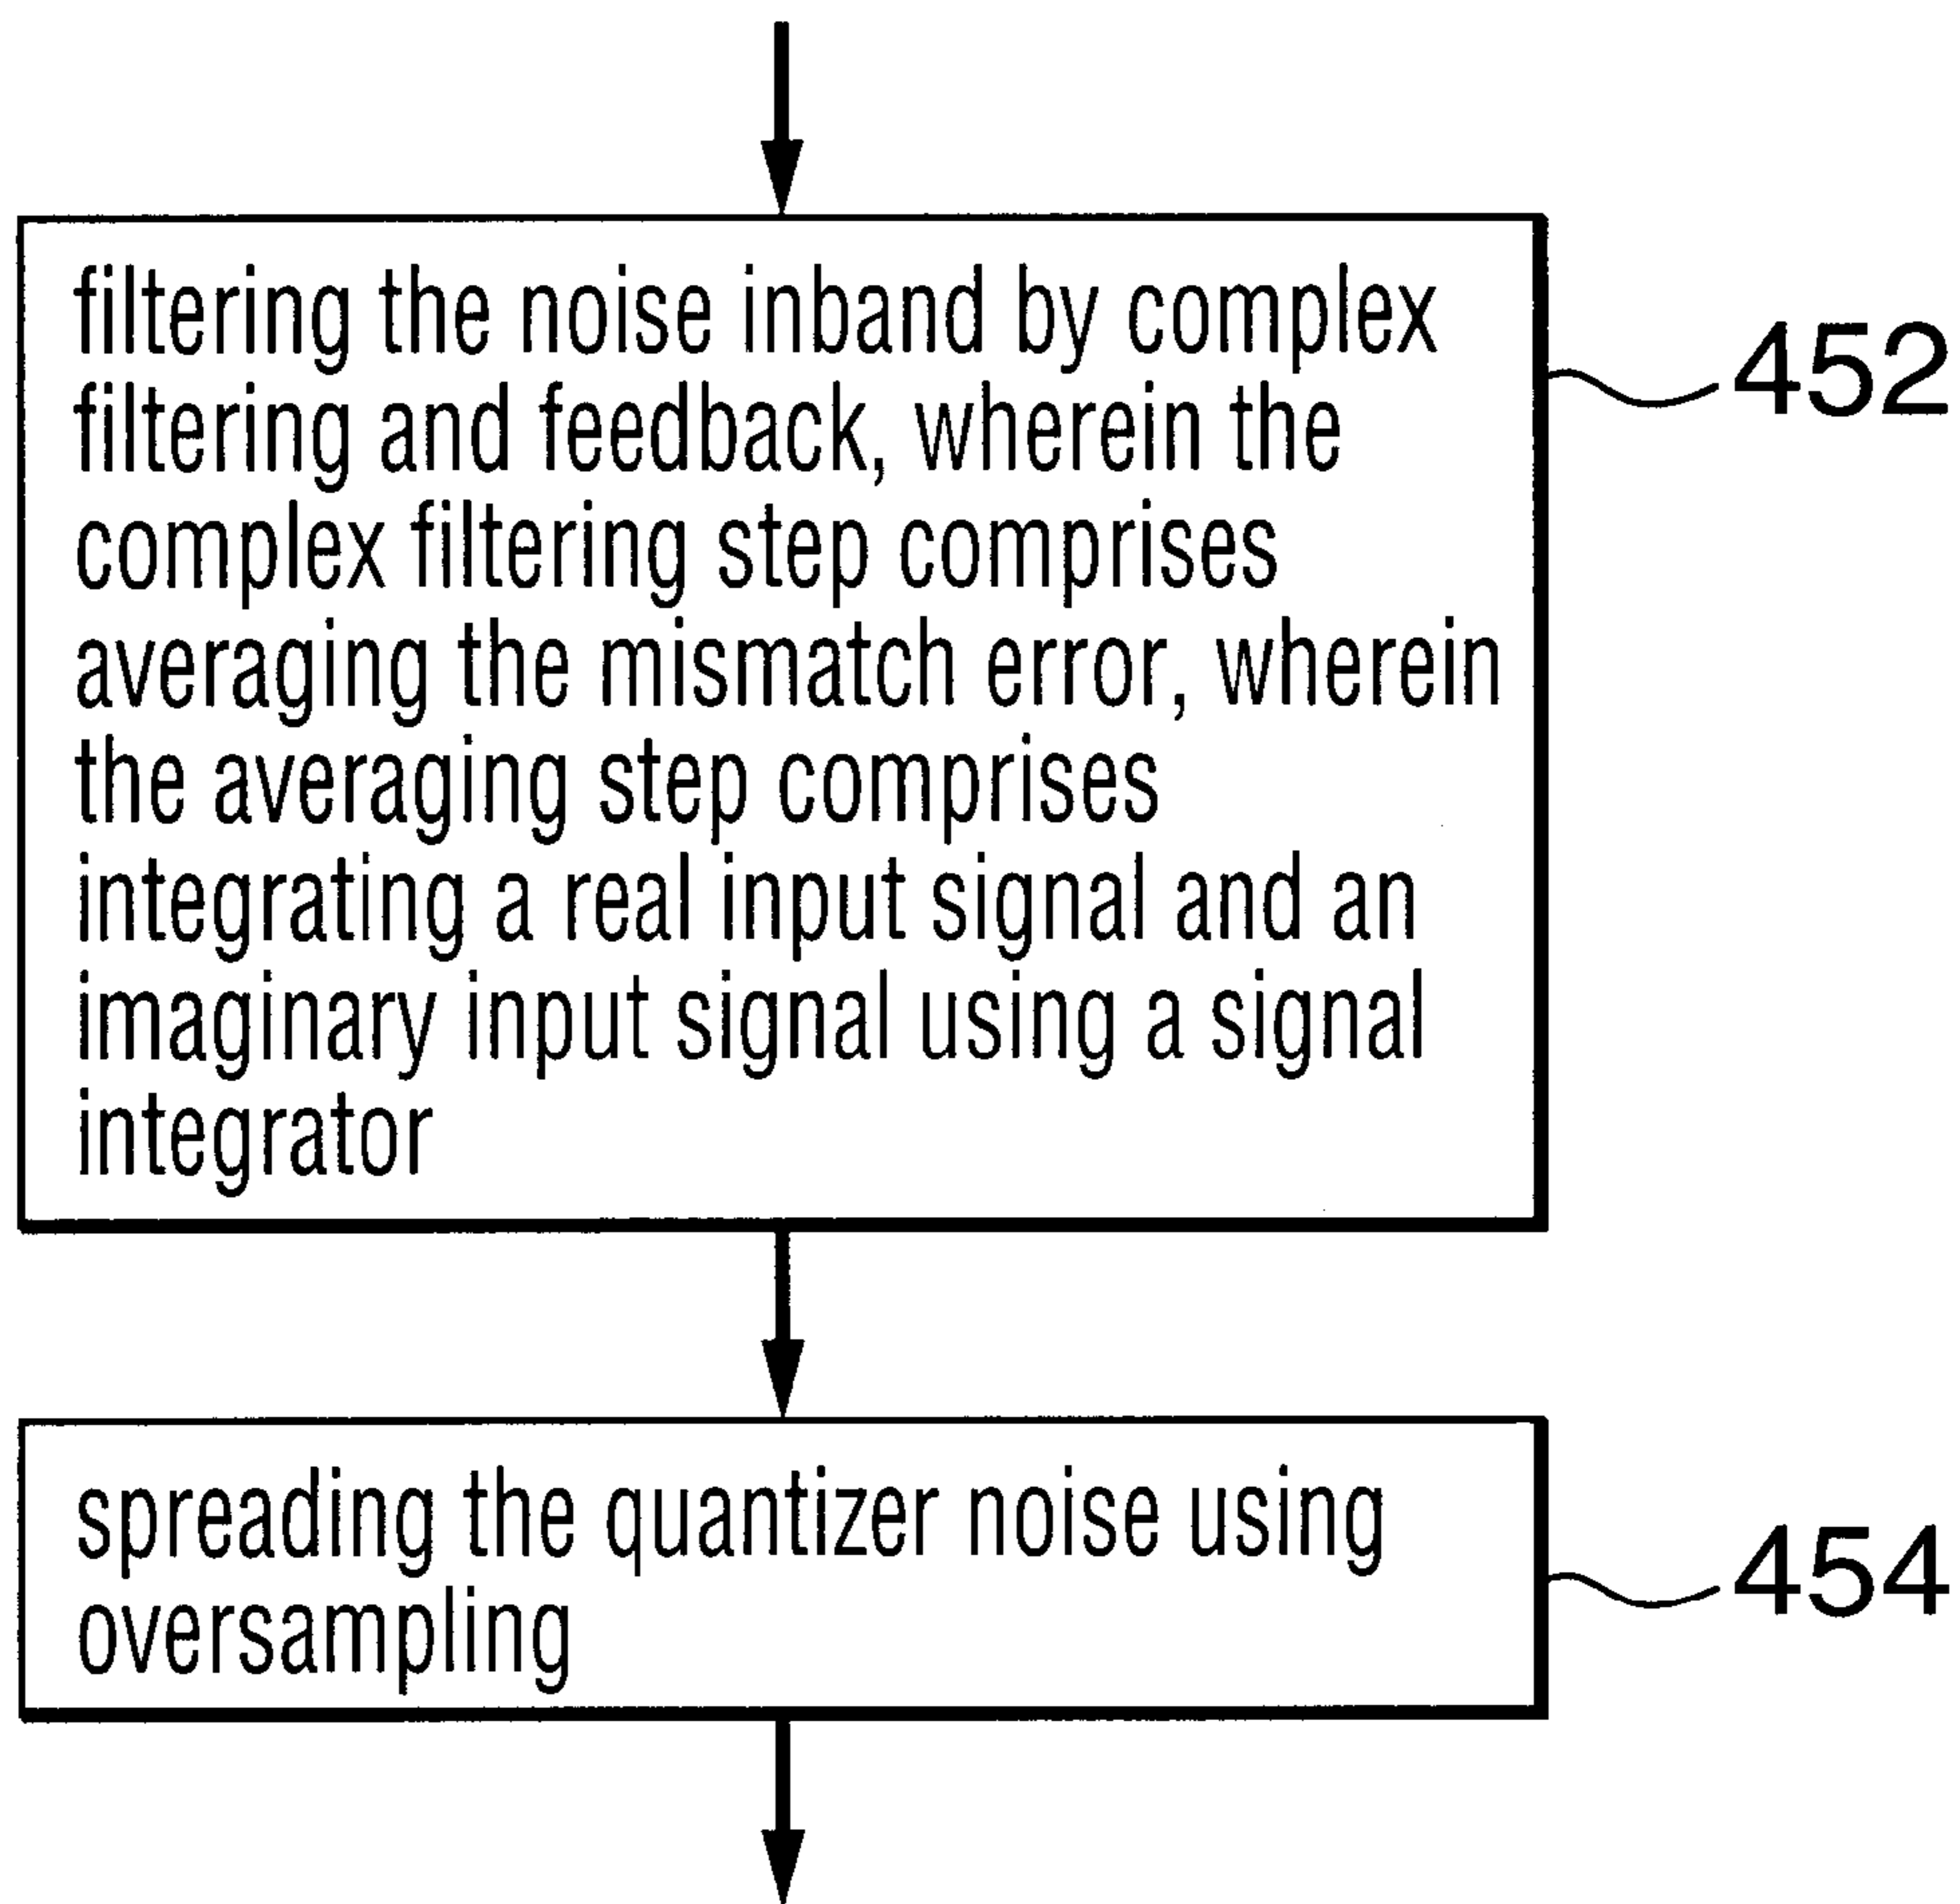 filtering the noise inband by complex
filtering and feedback, wherein the
complex filtering step comprises
averaging the mismatch error, wherein
the averaging step comprises
integrating a real input signal and an
imaginary input signal using a signal
integrator
452
spreading the quantizer noise using
oversampling
454